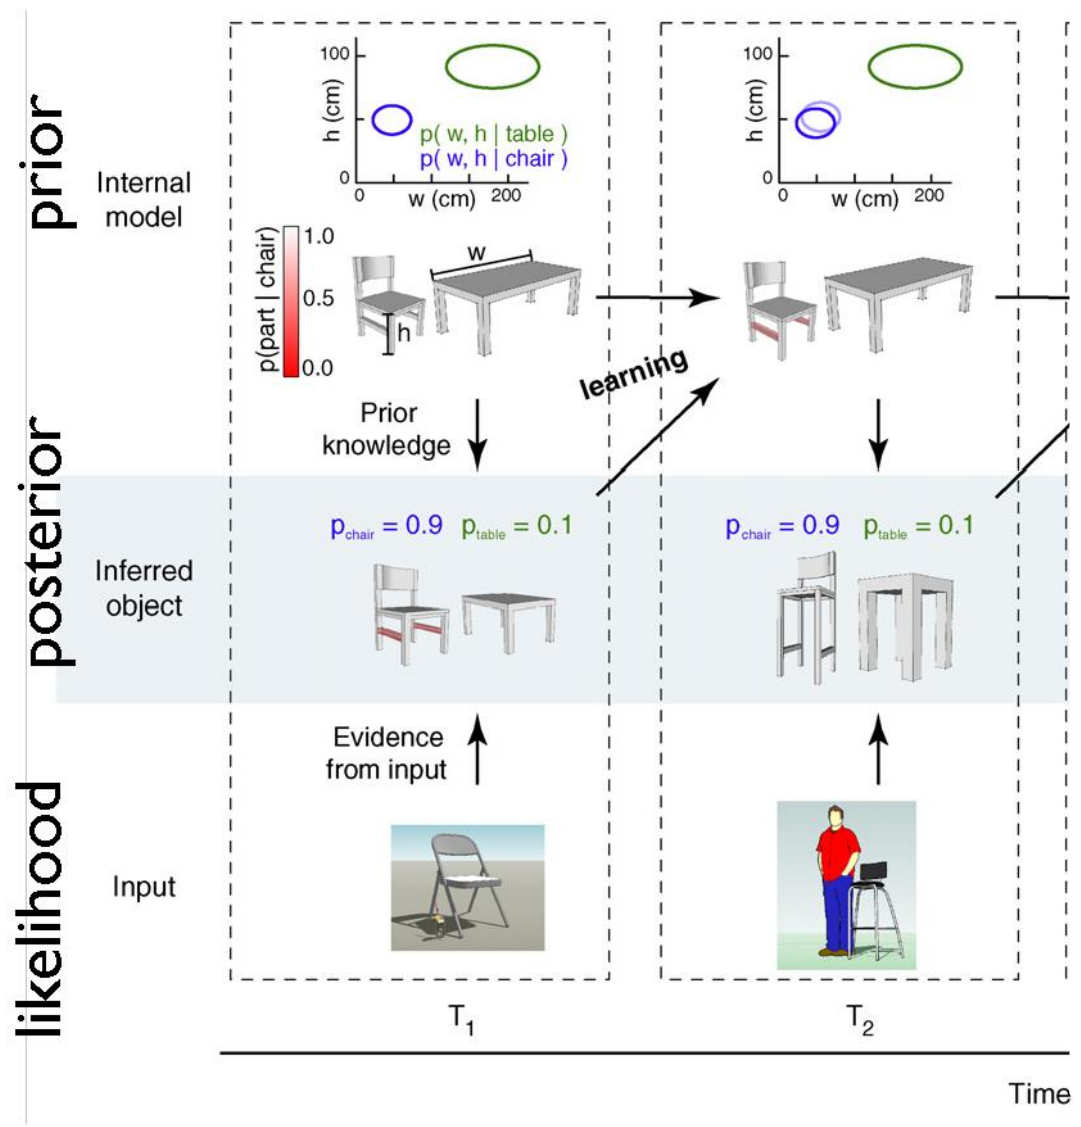 prior
Internal
model
100
h (cm)
0
0
w (cm)
200
p( w, h | table )
p( w, h | chair )
p(part | chair)
1.0
0.5
0.0
w
h
100
h (cm)
0
0
w (cm)
200
learning
Prior
knowledge
posterior
Inferred
object
pchair = 0.9 ptable = 0.1
pchair = 0.9 ptable = 0.1
Evidence
from input
likelihood
Input
T1
T2
Time